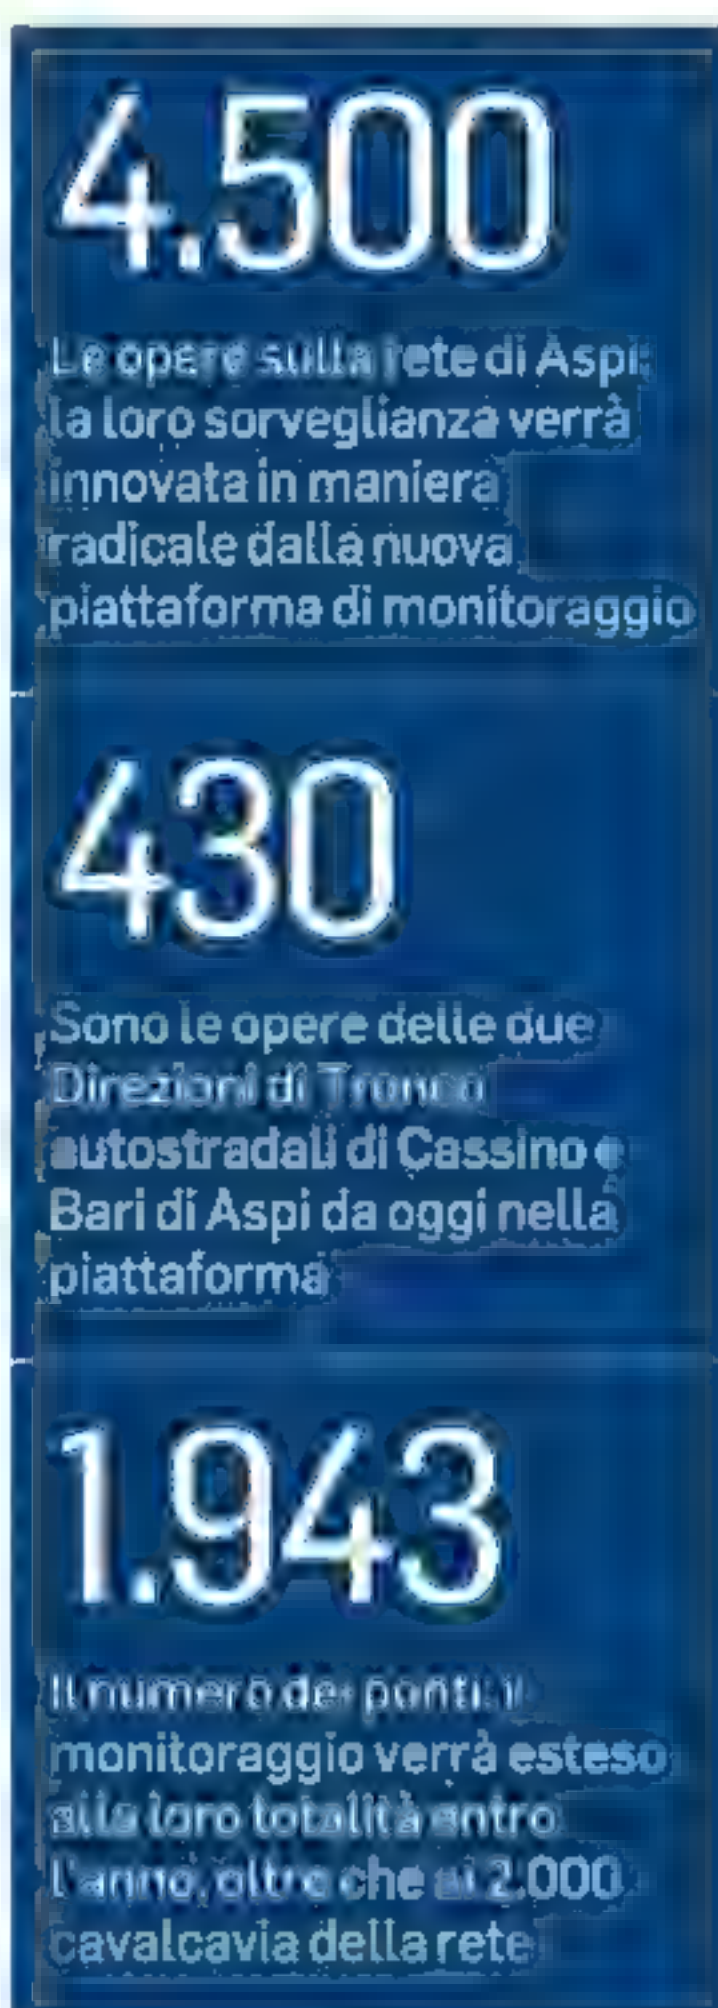 4.500
Le opere sulla rete di Aspi:
la loro sorveglianza verrà
innovata in maniera
radicale dalla nuova
piattaforma di monitoraggio
430
Sono le opere delle due
Direzioni di Tronco
autostradali di Cassino e
Bari di Aspi da oggi nella
piattaforma
1.943
Il numero dei ponti: il
monitoraggio verrà esteso
alla loro totalità entro
l'anno, oltre che ai 2.000
cavalcavia della rete